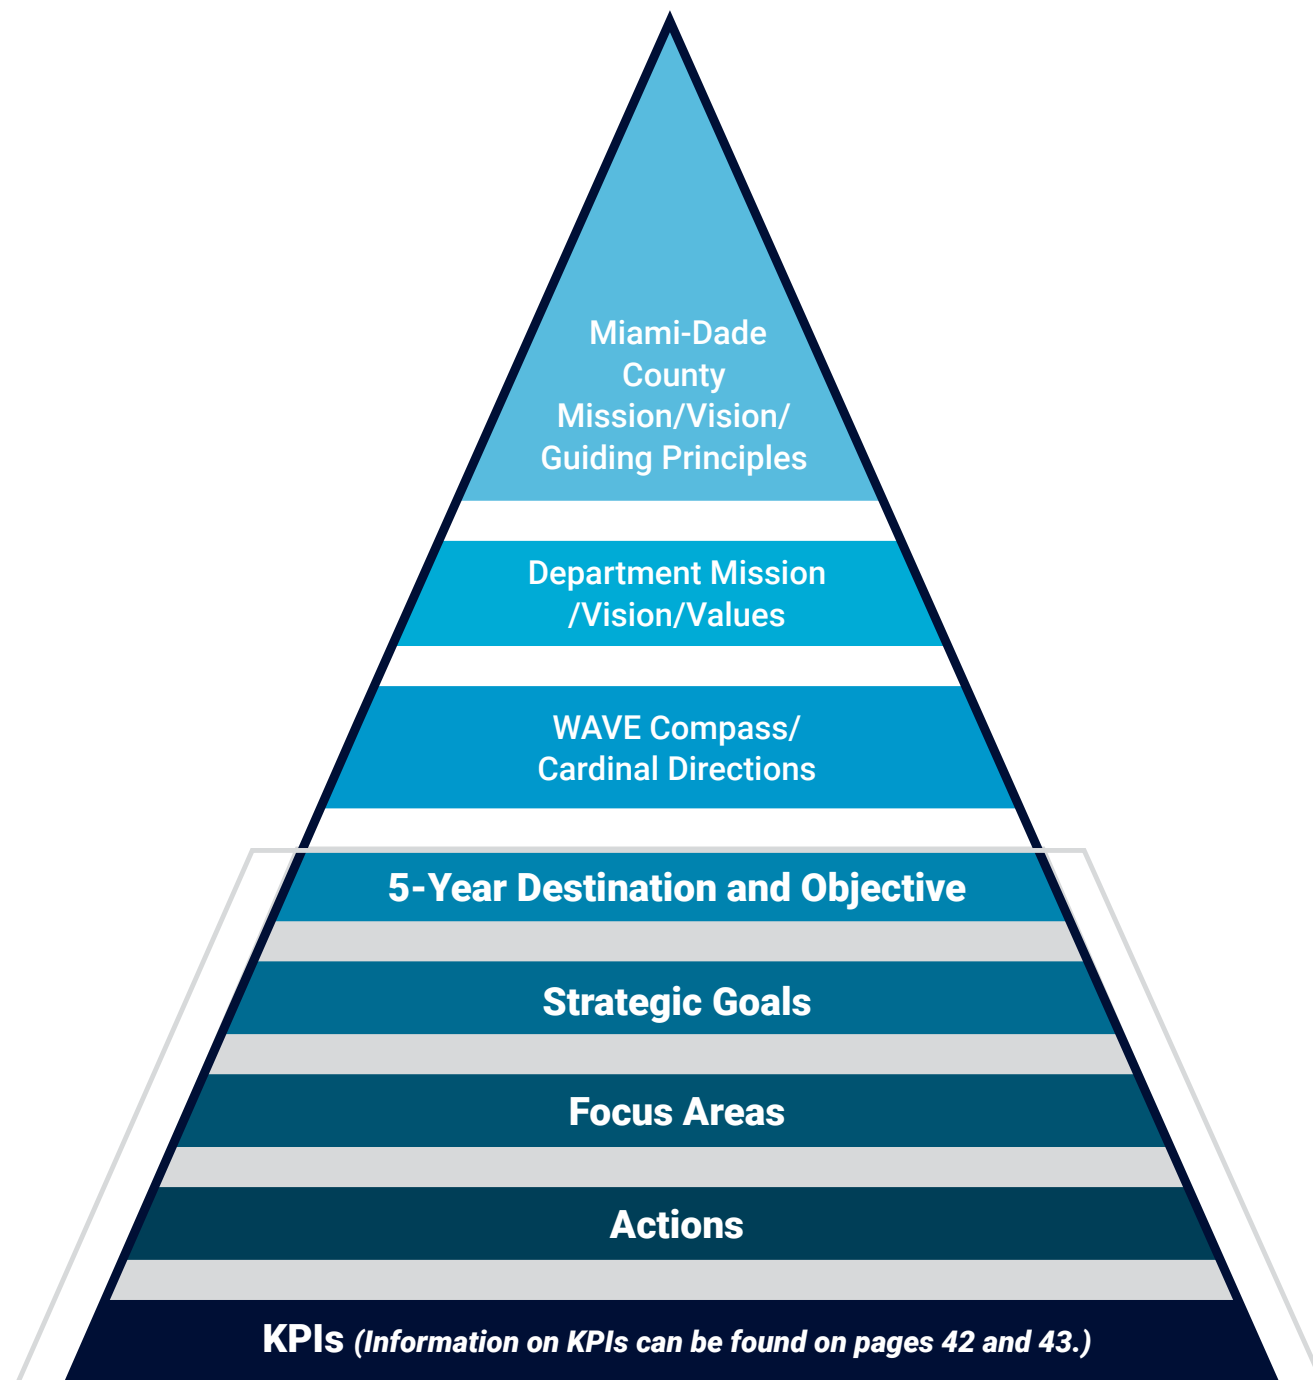 Miami-Dade
County
Mission/Vision/
Guiding Principles
Department Mission
/Vision/Values
WAVE Compass/
Cardinal Directions
5-Year Destination and Objective
Strategic Goals
Focus Areas
Actions
KPIs (Information on KPIs can be found on pages 42 and 43.)